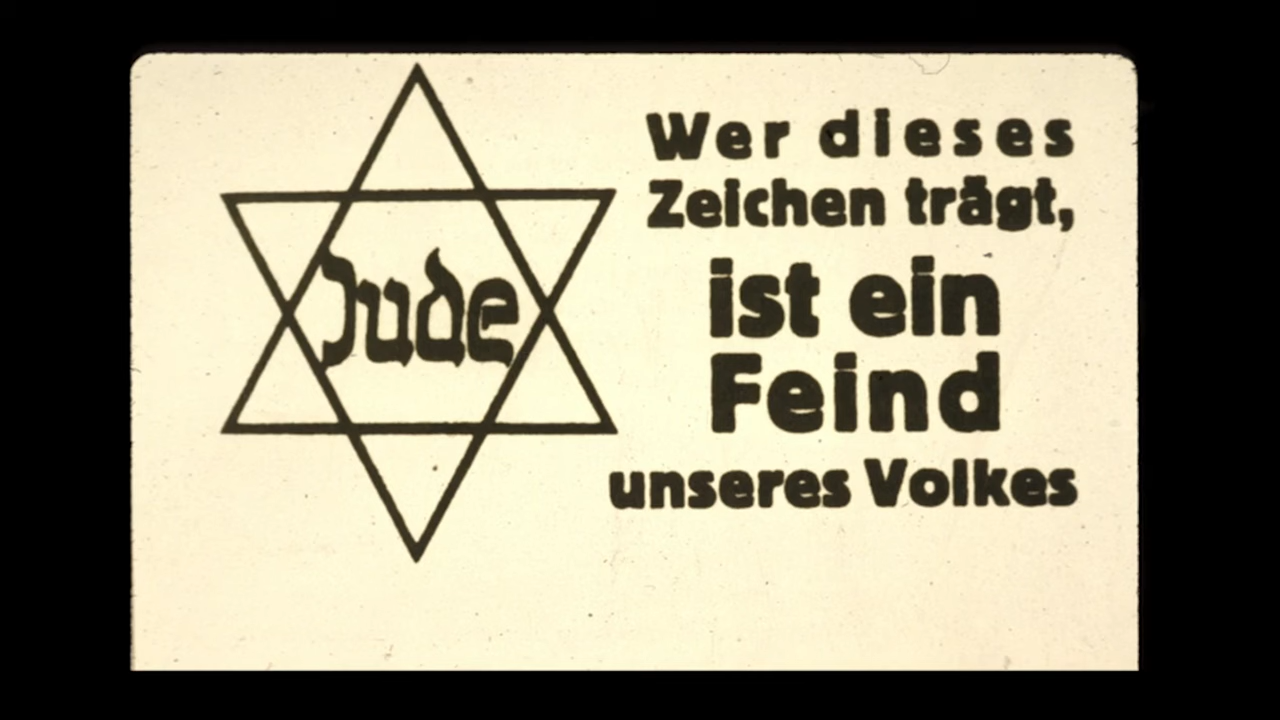 Jude
Wer dieses
Zeichen trägt,
ist ein
Feind
unseres Volkes